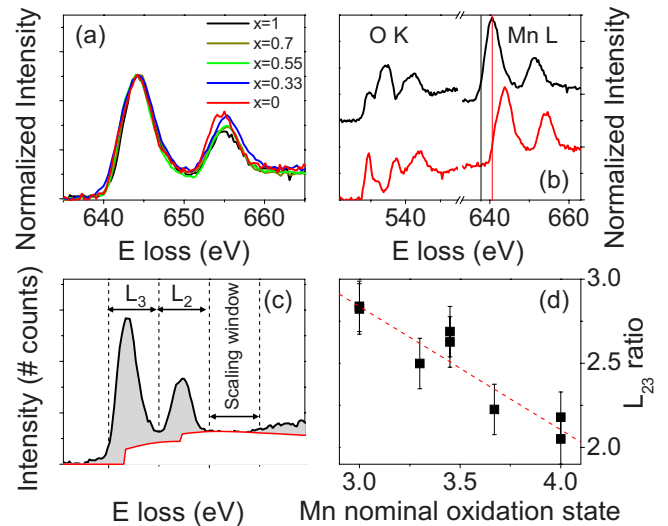 (a)
x=1
x=0.7
x=0.55
x=0.33
x=0
Normalized Intensity
640 650 660
E loss (eV)
O K
Mn L
(b)
Normalized Intensity
540 640 660
E loss (eV)
L3 L2
(c)
Scaling window
Intensity (# counts)
E loss (eV)
(d)
3.0
2.5
2.0
L23 ratio
3.0 3.5 4.0
Mn nominal oxidation state